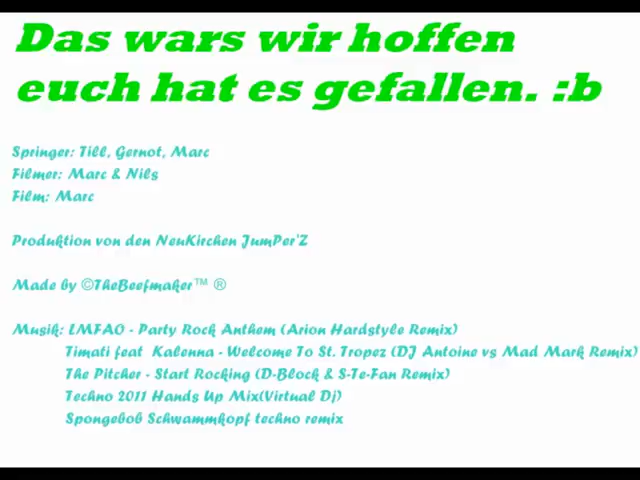 Das wars wir hoffen
euch hat es gefallen. :b
Springer: Till, Gernot, Marc
Filmer: Marc & Nils
Film: Marc
Produktion von den NeuKirchen JumPer'Z
Made by ©TheBeefmaker™ ®
Musik: LMFAO - Party Rock Anthem (Arion Hardstyle Remix)
Timati feat  Kalenna - Welcome To St. Tropez (DJ Antoine vs Mad Mark Remix)
The Pitcher - Start Rocking (D-Block & S-Te-Fan Remix)
Techno 2011 Hands Up Mix(Virtual Dj)
Spongebob Schwammkopf techno remix